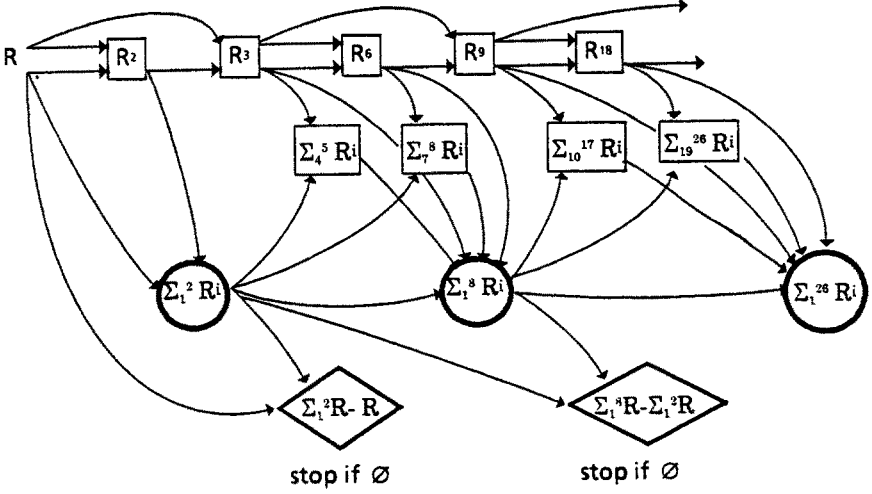 R R2 R3 R6 R9 R18
Σ₄⁵ Rⁱ Σ₇⁸ Rⁱ Σ₁₀¹⁷ Rⁱ Σ₁₉²⁶ Rⁱ
Σ₁² Rⁱ Σ₁⁸ Rⁱ Σ₁²⁶ Rⁱ
Σ₁²R- R Σ₁⁸R-Σ₁²R
stop if ∅ stop if ∅